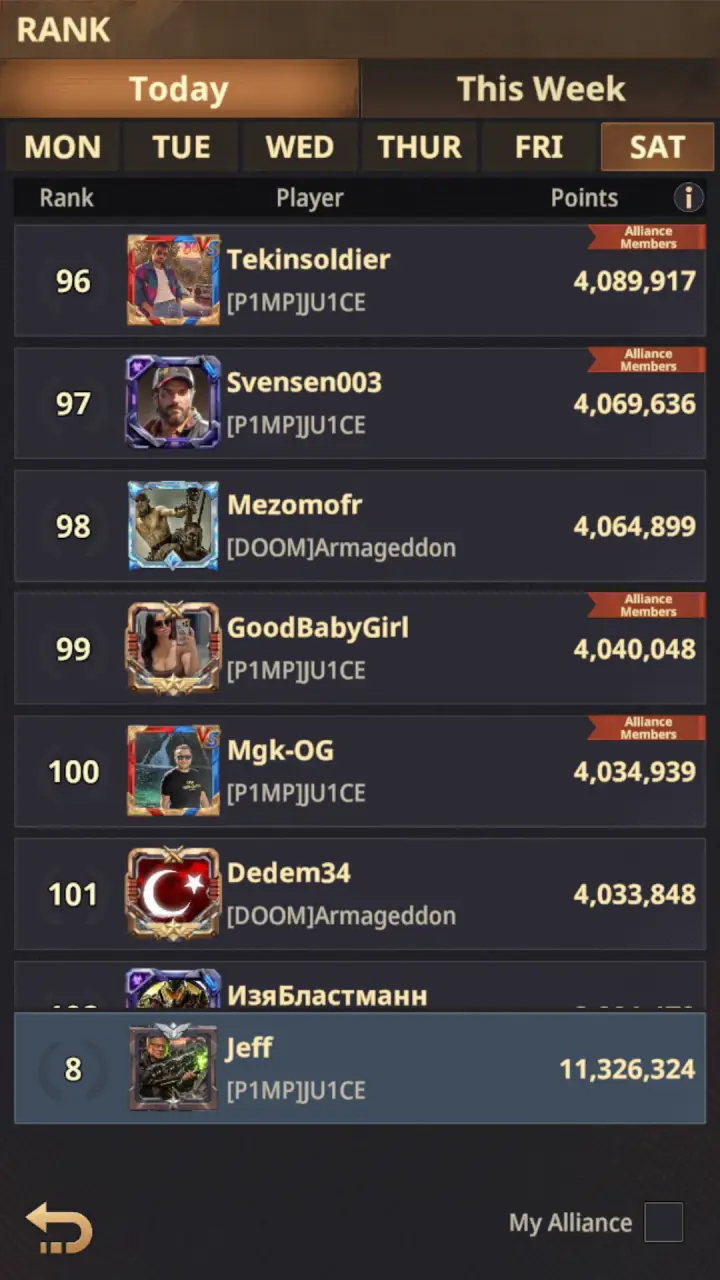 RANK
Today
This Week
MON TUE WED THUR FRI SAT
Rank Player Points
Alliance Members
96
Tekinsoldier
[P1MP]JU1CE
4,089,917
Alliance Members
97
Svensen003
[P1MP]JU1CE
4,069,636
98
Mezomofr
[DOOM]Armageddon
4,064,899
Alliance Members
99
GoodBabyGirl
[P1MP]JU1CE
4,040,048
Alliance Members
100
Mgk-OG
[P1MP]JU1CE
4,034,939
101
Dedem34
[DOOM]Armageddon
4,033,848
ИзяБластманн
8
Jeff
[P1MP]JU1CE
11,326,324
My Alliance